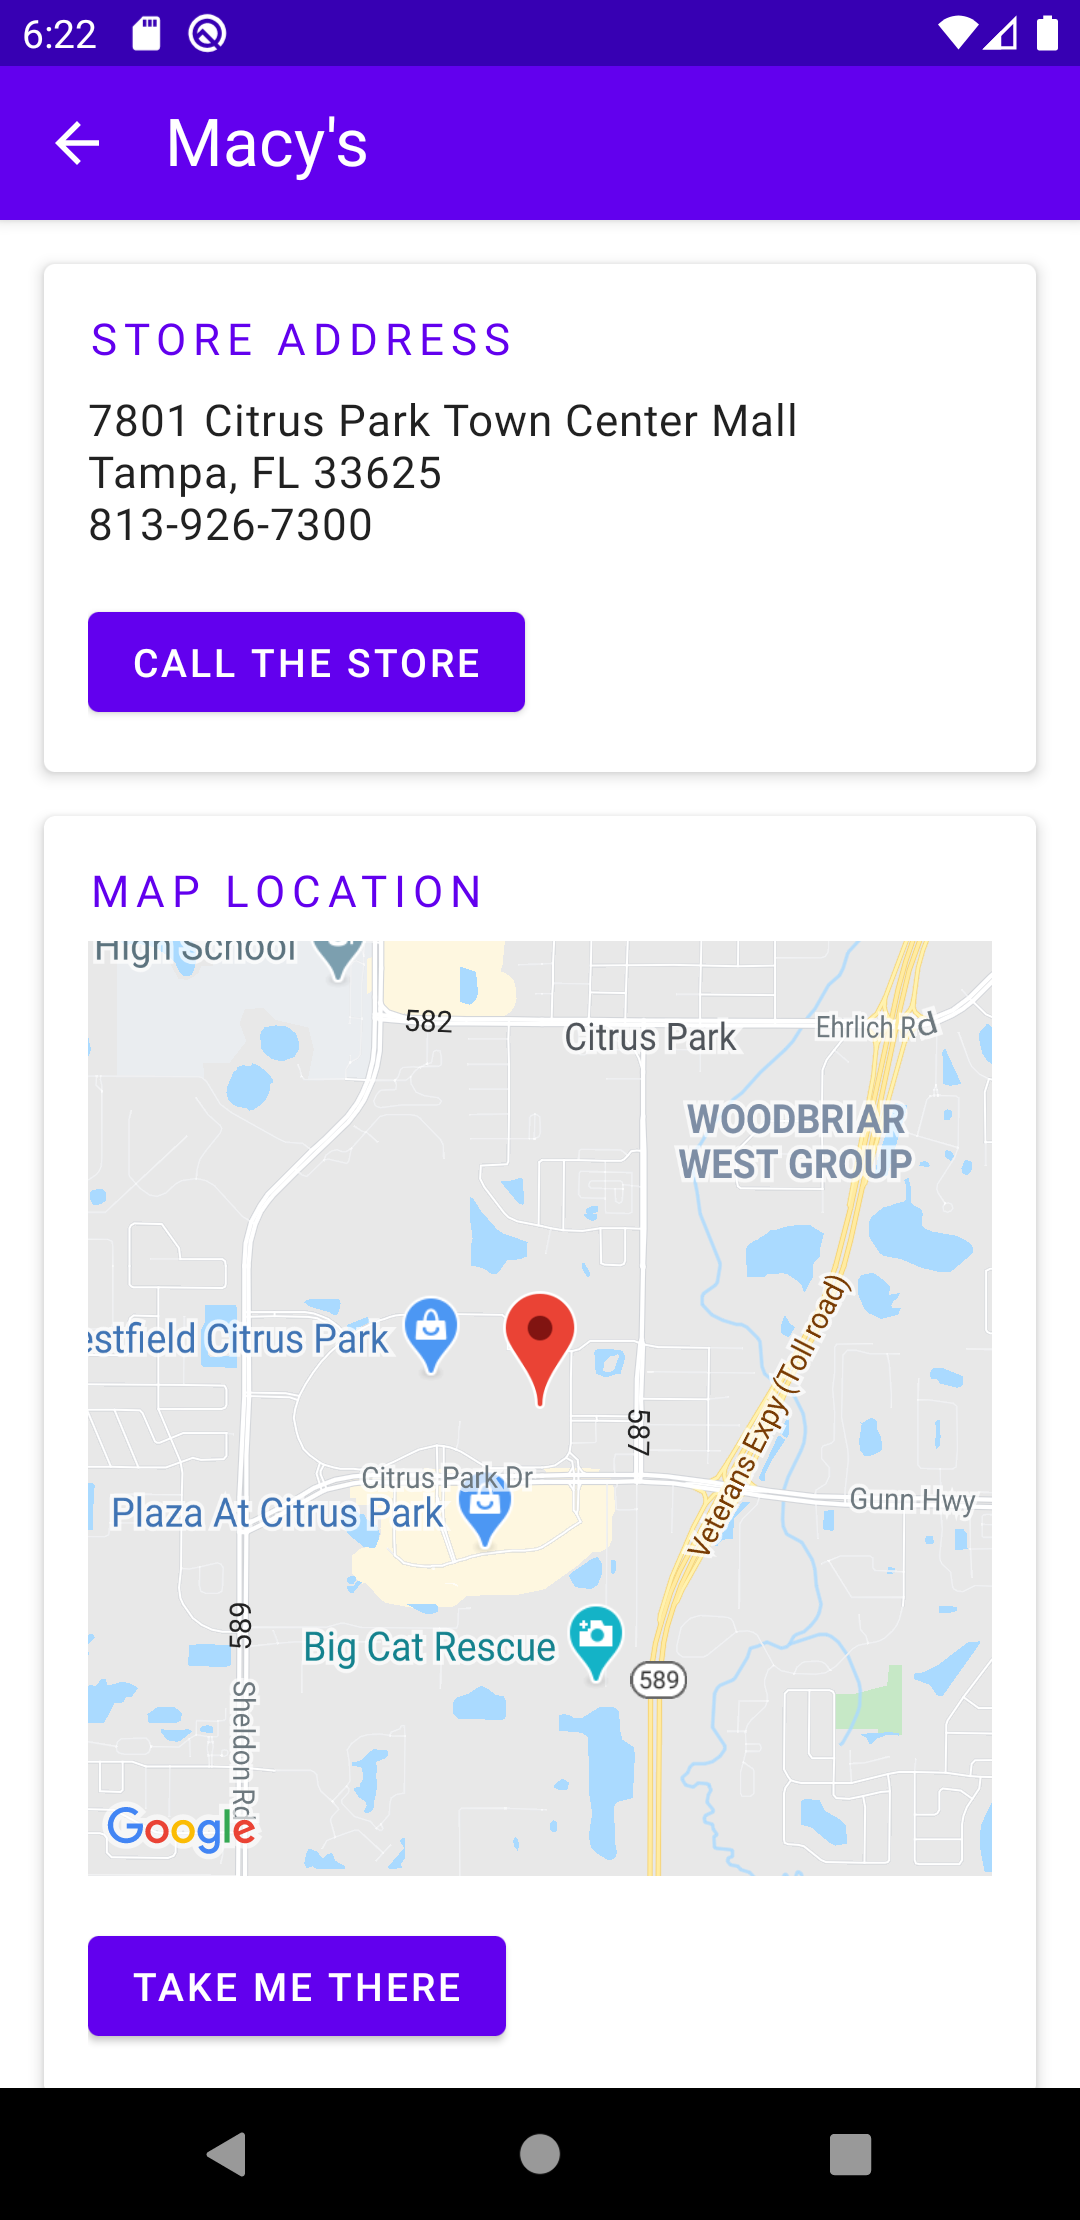 6:22
Macy's
STORE ADDRESS
7801 Citrus Park Town Center Mall
Tampa, FL 33625
813-926-7300
CALL THE STORE
MAP LOCATION
High School
582
Citrus Park
Ehrlich Rd
WOODBRIAR
WEST GROUP
estfield Citrus Park
Veterans Expy (Toll road)
587
Citrus Park Dr
Gunn Hwy
Plaza At Citrus Park
589
Big Cat Rescue
589
Sheldon Rd
Google
TAKE ME THERE